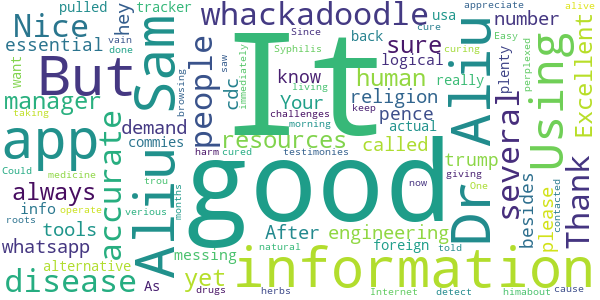 pulled
tracker
hey
Nice
whackadoodle
usa
appreciate
cure
alive
essential
vain
done
Syphilis
Since
back
number
Easy
want
But
Sam
people
It
sure
logical
Dr Aliu
plenty
perplexed
saw
immediately
curing
browsing
know
human
really
manager
cdc
Your
religion
taking
living
challenges
morning
keep
Excellent
app
accurate
demand
resources
pence
actual
Using
Could
commies
called
trump
several
medicine
harm
cured
testimonies
now
giving
One
always
Aliu
good
After
engineering
please
contacted
Thank
trou
info
tools
verious
operate
messing
foreign
told
besides
roots
whatsapp
months
yet
natural
information
alternative
disease
As
drugs
herbs
Internet
detect
himabout
cause